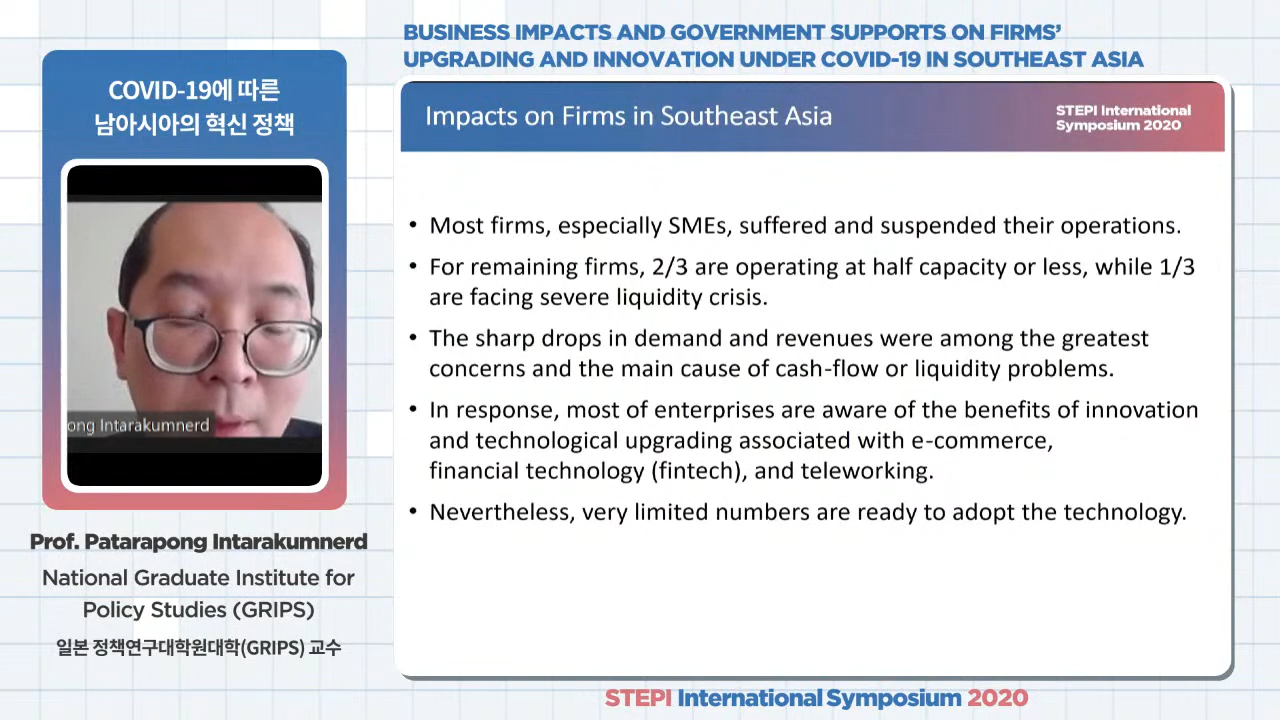 BUSINESS IMPACTS AND GOVERNMENT SUPPORTS ON FIRMS'
UPGRADING AND INNOVATION UNDER COVID-19 IN SOUTHEAST ASIA
COVID-19에 따른
남아시아의 혁신 정책
ong Intarakumnerd
Prof. Patarapong Intarakumnerd
National Graduate Institute for
Policy Studies (GRIPS)
일본 정책연구대학원대학(GRIPS) 교수
Impacts on Firms in Southeast Asia
STEPI International
Symposium 2020
• Most firms, especially SMEs, suffered and suspended their operations.
• For remaining firms, 2/3 are operating at half capacity or less, while 1/3
are facing severe liquidity crisis.
• The sharp drops in demand and revenues were among the greatest
concerns and the main cause of cash-flow or liquidity problems.
• In response, most of enterprises are aware of the benefits of innovation
and technological upgrading associated with e-commerce,
financial technology (fintech), and teleworking.
• Nevertheless, very limited numbers are ready to adopt the technology.
STEPI International Symposium 2020